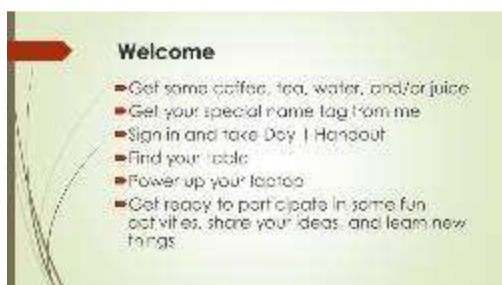 Welcome
Get some coffee, tea, water, and/or juice
Get your special name tag from me
Sign in and take Day 1 Handout
Find your table
Power up your laptop
Get ready to participate in some fun
activities, share your ideas, and learn new
things